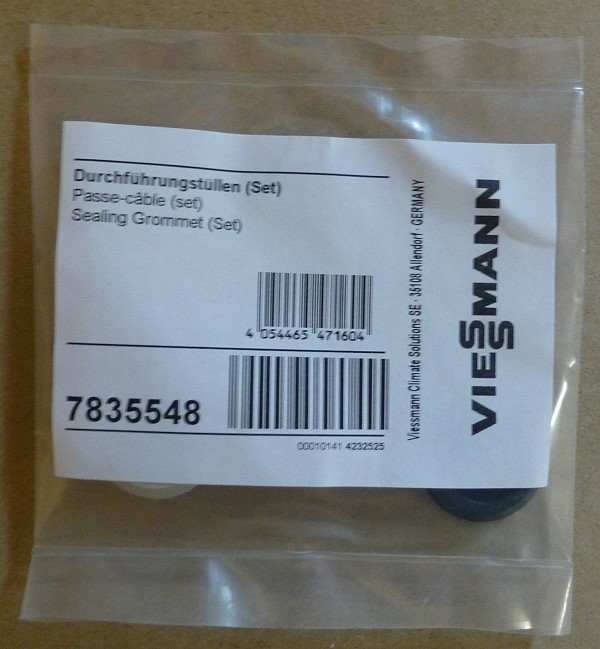 Durchführungstüllen (Set)
Passe-câble (set)
Sealing Grommet (Set)
4 054465 471604
7835548
00010141 4232525
Viessmann Climate Solutions SE · 35108 Allendorf · GERMANY
VIESSMANN